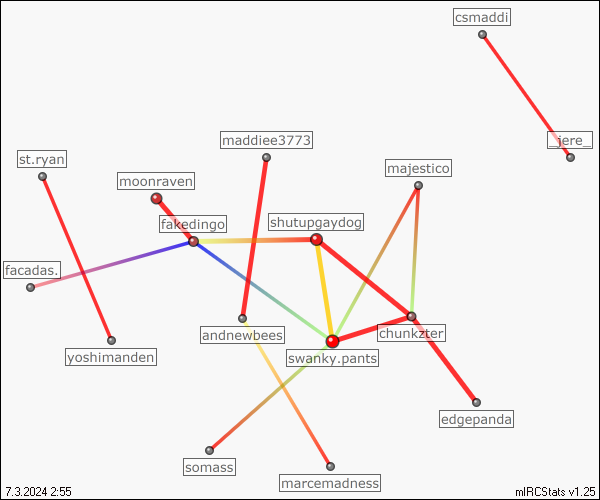 csmaddi
_jere_
maddiee3773
st.ryan
majestico
moonraven
fakedingo
shutupgaydog
facadas.
andnewbees
chunkzter
yoshimanden
swanky.pants
edgepanda
somass
marcemadness
7.3.2024 2:55
mIRCStats v1.25